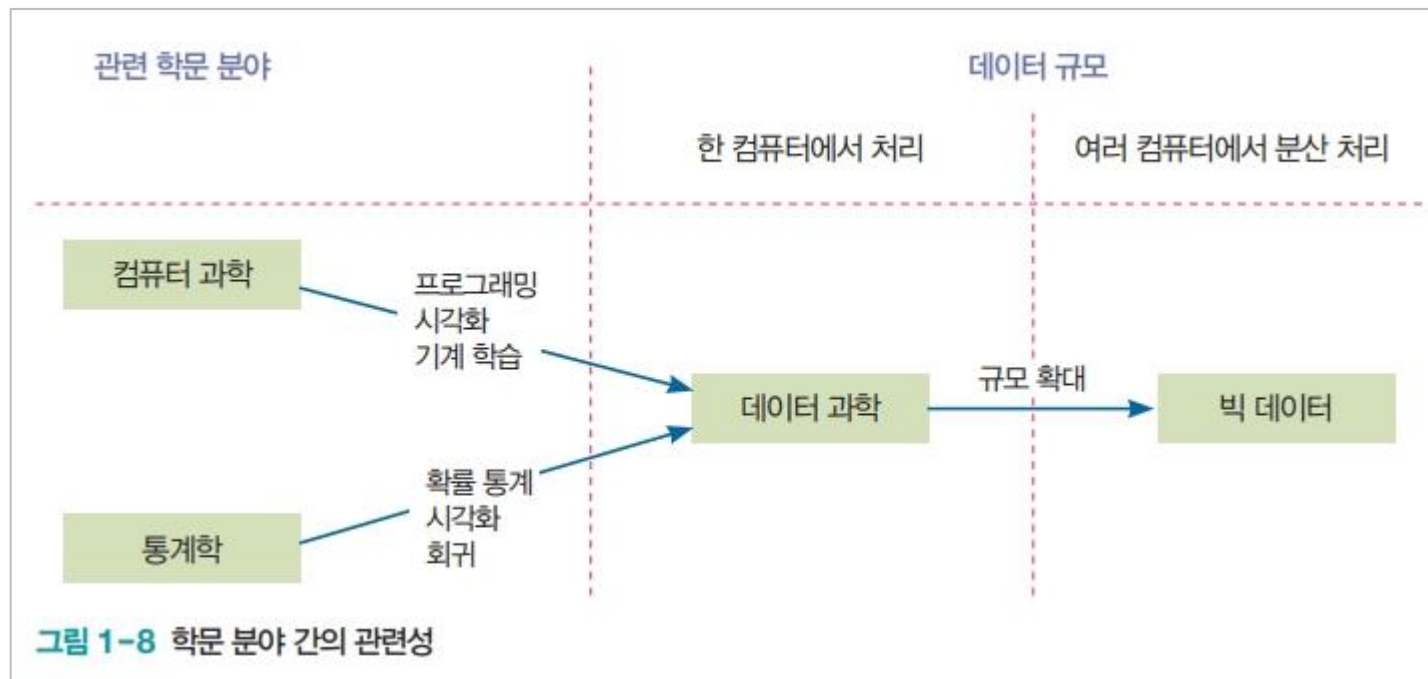 관련 학문 분야
데이터 규모
한 컴퓨터에서 처리
여러 컴퓨터에서 분산 처리
컴퓨터 과학
프로그래밍
시각화
기계 학습
데이터 과학
규모 확대
빅 데이터
확률 통계
시각화
회귀
통계학
그림 1-8 학문 분야 간의 관련성